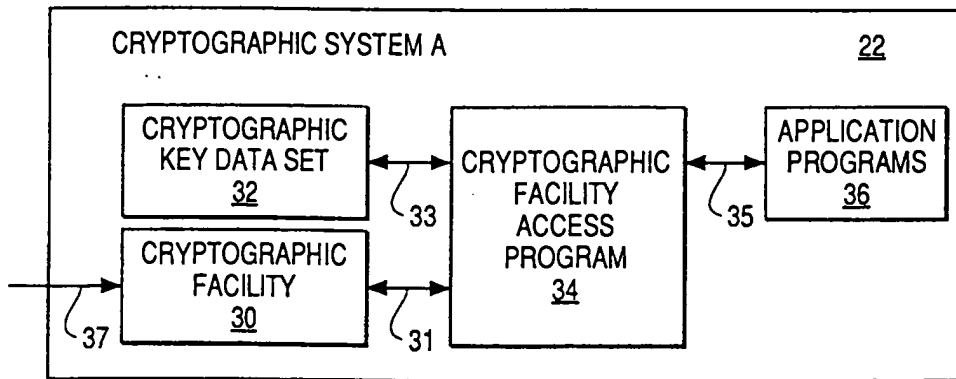 CRYPTOGRAPHIC SYSTEM A
22
CRYPTOGRAPHIC
KEY DATA SET
32
33
CRYPTOGRAPHIC
FACILITY
30
31
37
CRYPTOGRAPHIC
FACILITY
ACCESS
PROGRAM
34
35
APPLICATION
PROGRAMS
36